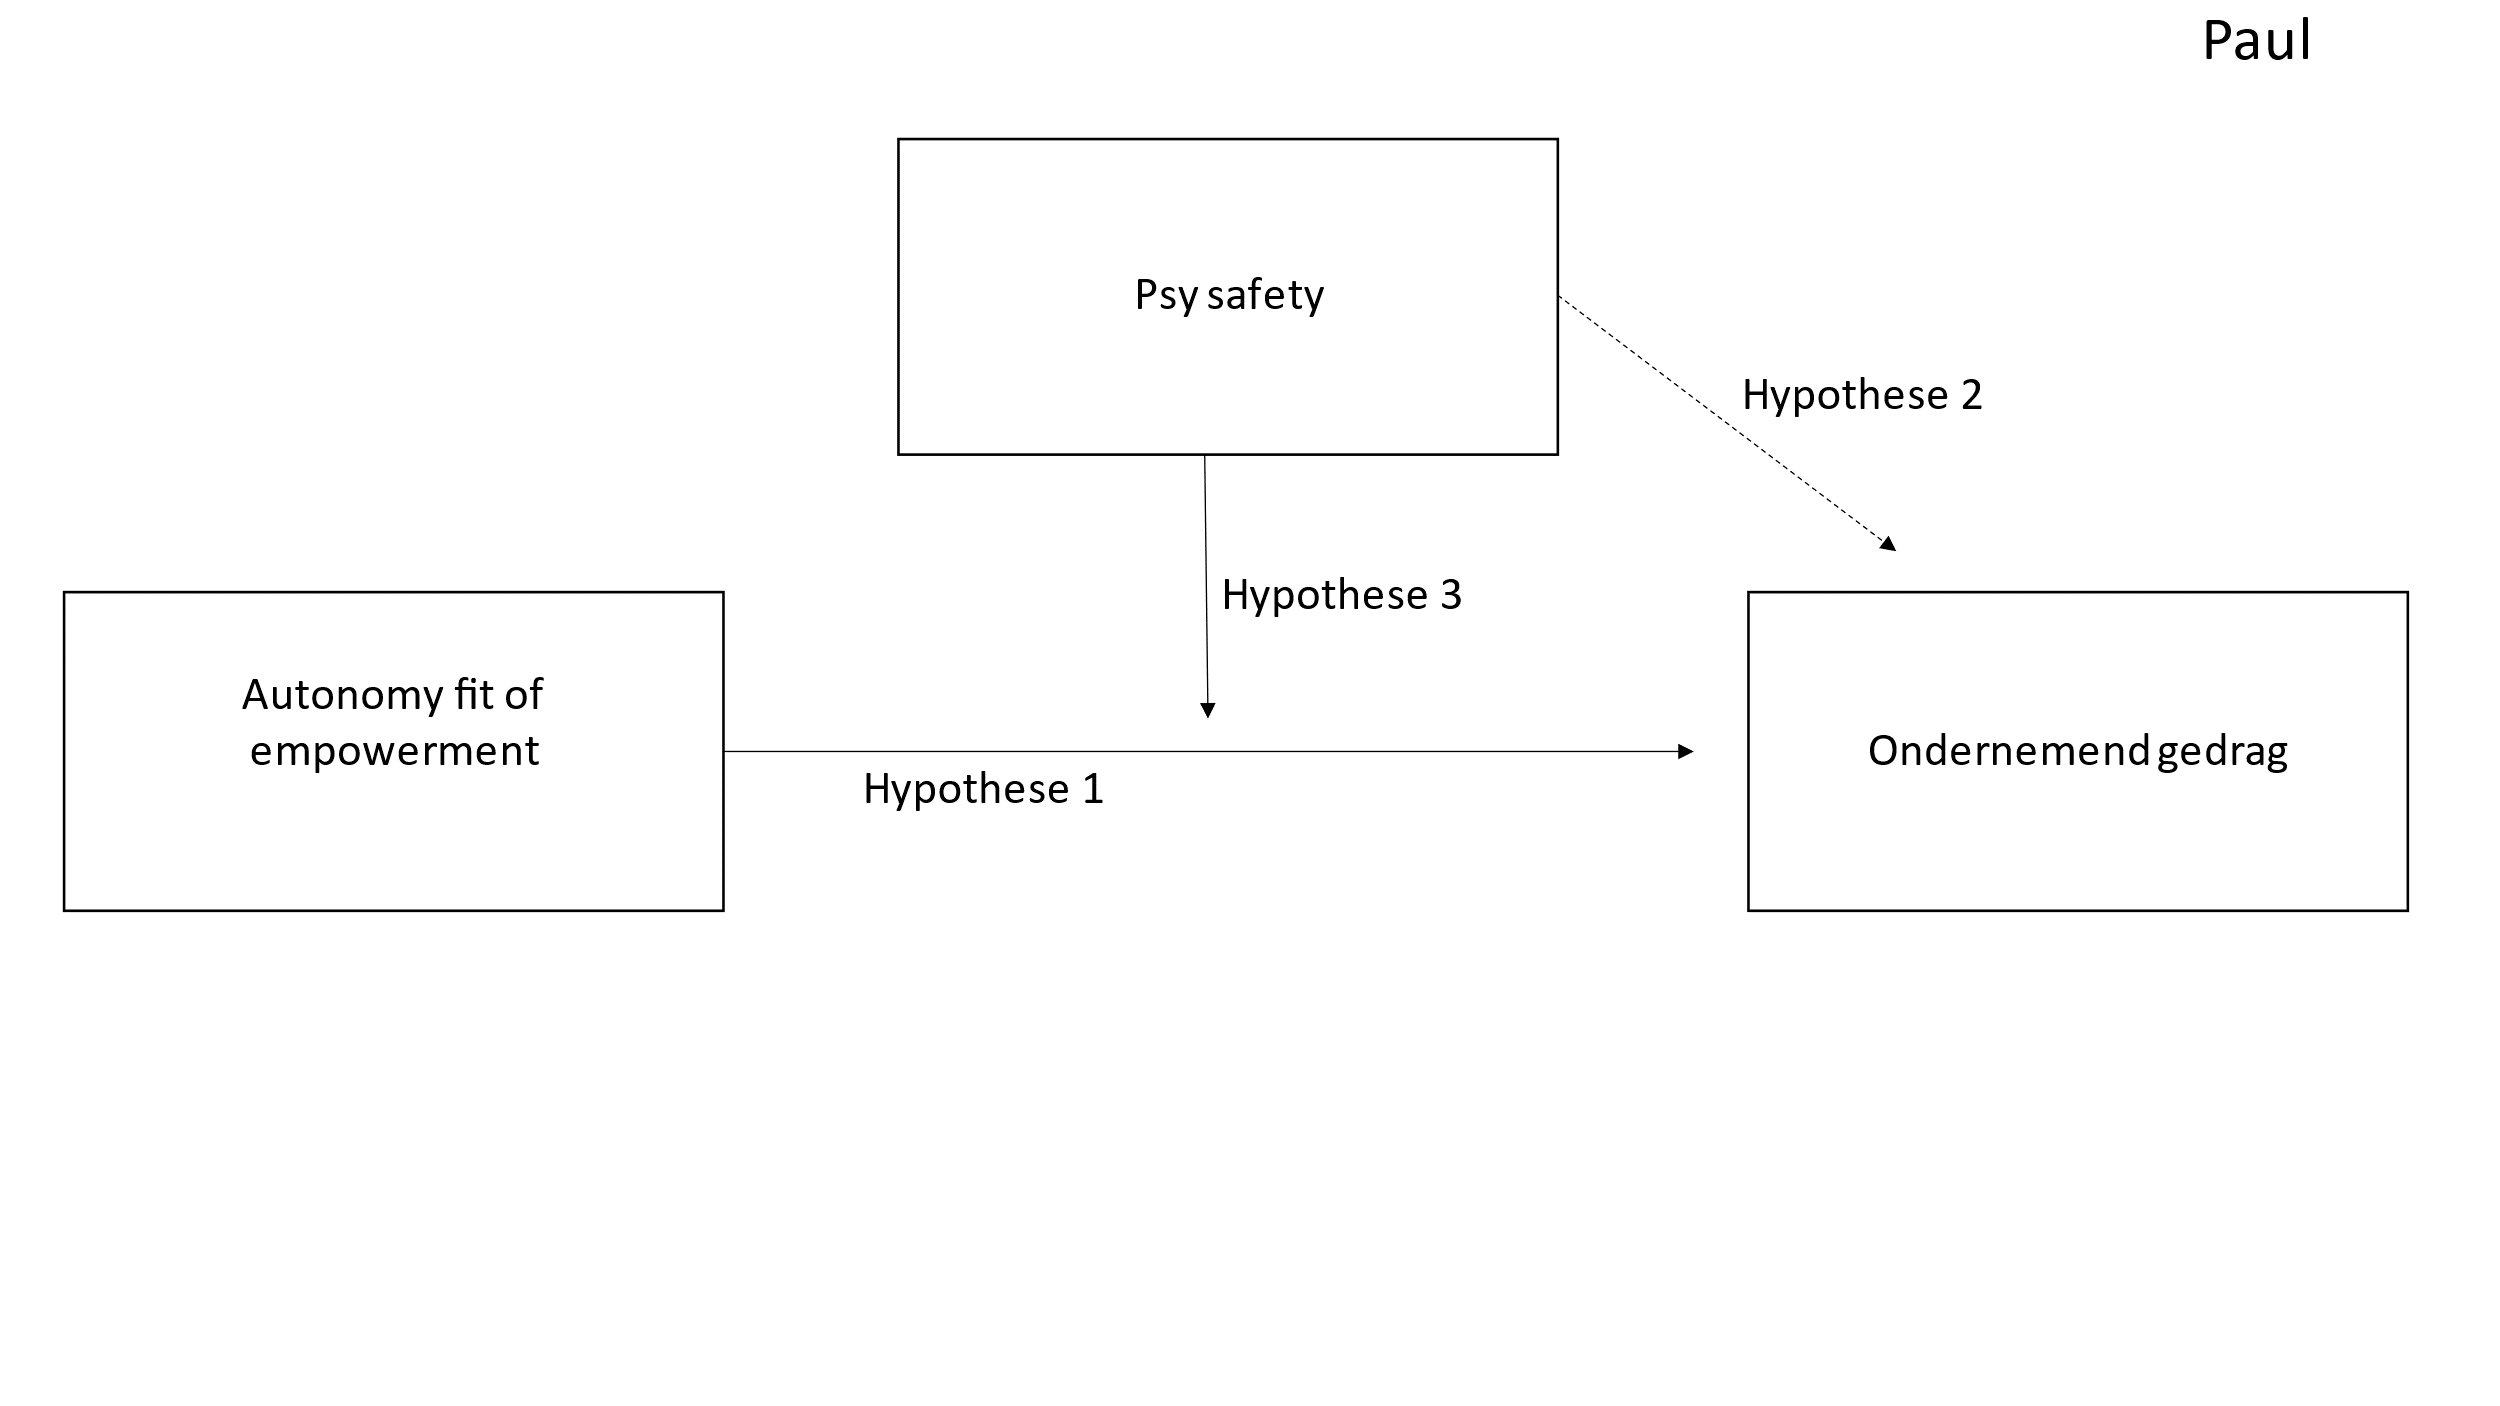 Paul
Psy safety
Hypothese 2
Hypothese 3
Autonomy fit of
empowerment
Hypothese 1
Ondernemend gedrag